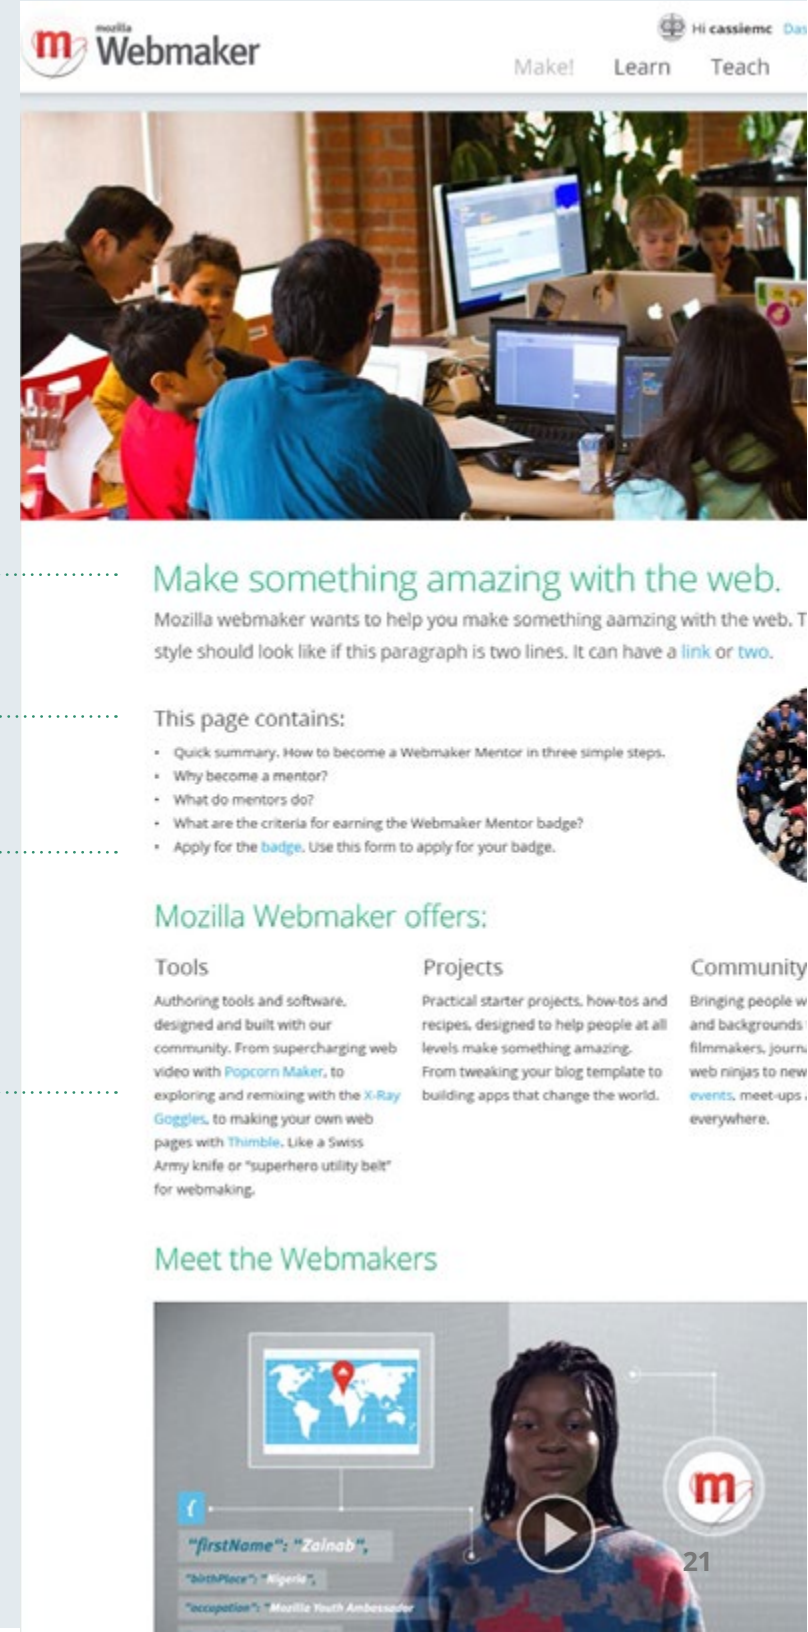 mozilla
Webmaker
Hi cassiemc Das
Make! Learn Teach
Make something amazing with the web.
Mozilla webmaker wants to help you make something aamzing with the web. T
style should look like if this paragraph is two lines. It can have a link or two.
This page contains:
• Quick summary. How to become a Webmaker Mentor in three simple steps.
• Why become a mentor?
• What do mentors do?
• What are the criteria for earning the Webmaker Mentor badge?
• Apply for the badge. Use this form to apply for your badge.
Mozilla Webmaker offers:
Tools
Authoring tools and software,
designed and built with our
community. From supercharging web
video with Popcorn Maker, to
exploring and remixing with the X-Ray
Goggles, to making your own web
pages with Thimble. Like a Swiss
Army knife or "superhero utility belt"
for webmaking.
Projects
Practical starter projects, how-tos and
recipes, designed to help people at all
levels make something amazing.
From tweaking your blog template to
building apps that change the world.
Community
Bringing people w
and backgrounds
filmmakers, journa
web ninjas to new
events, meet-ups
everywhere.
Meet the Webmakers
m
{
"firstName": "Zainab",
"birthPlace": "Nigeria",
"occupation": "Mozilla Youth Ambassador
21